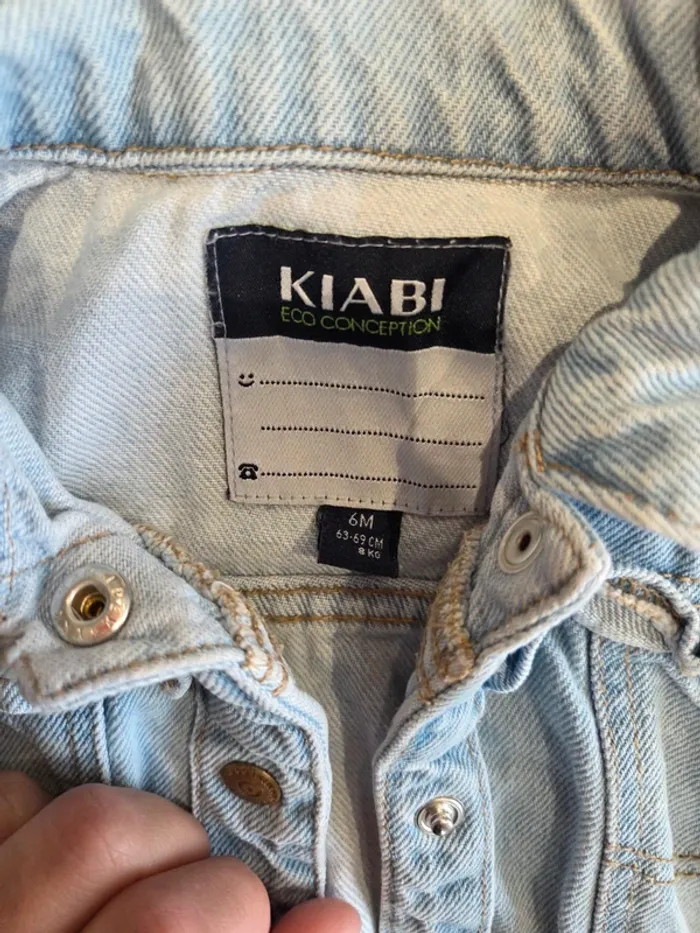 KIABI
ECO CONCEPTION
6M
63-69 CM
8 KG